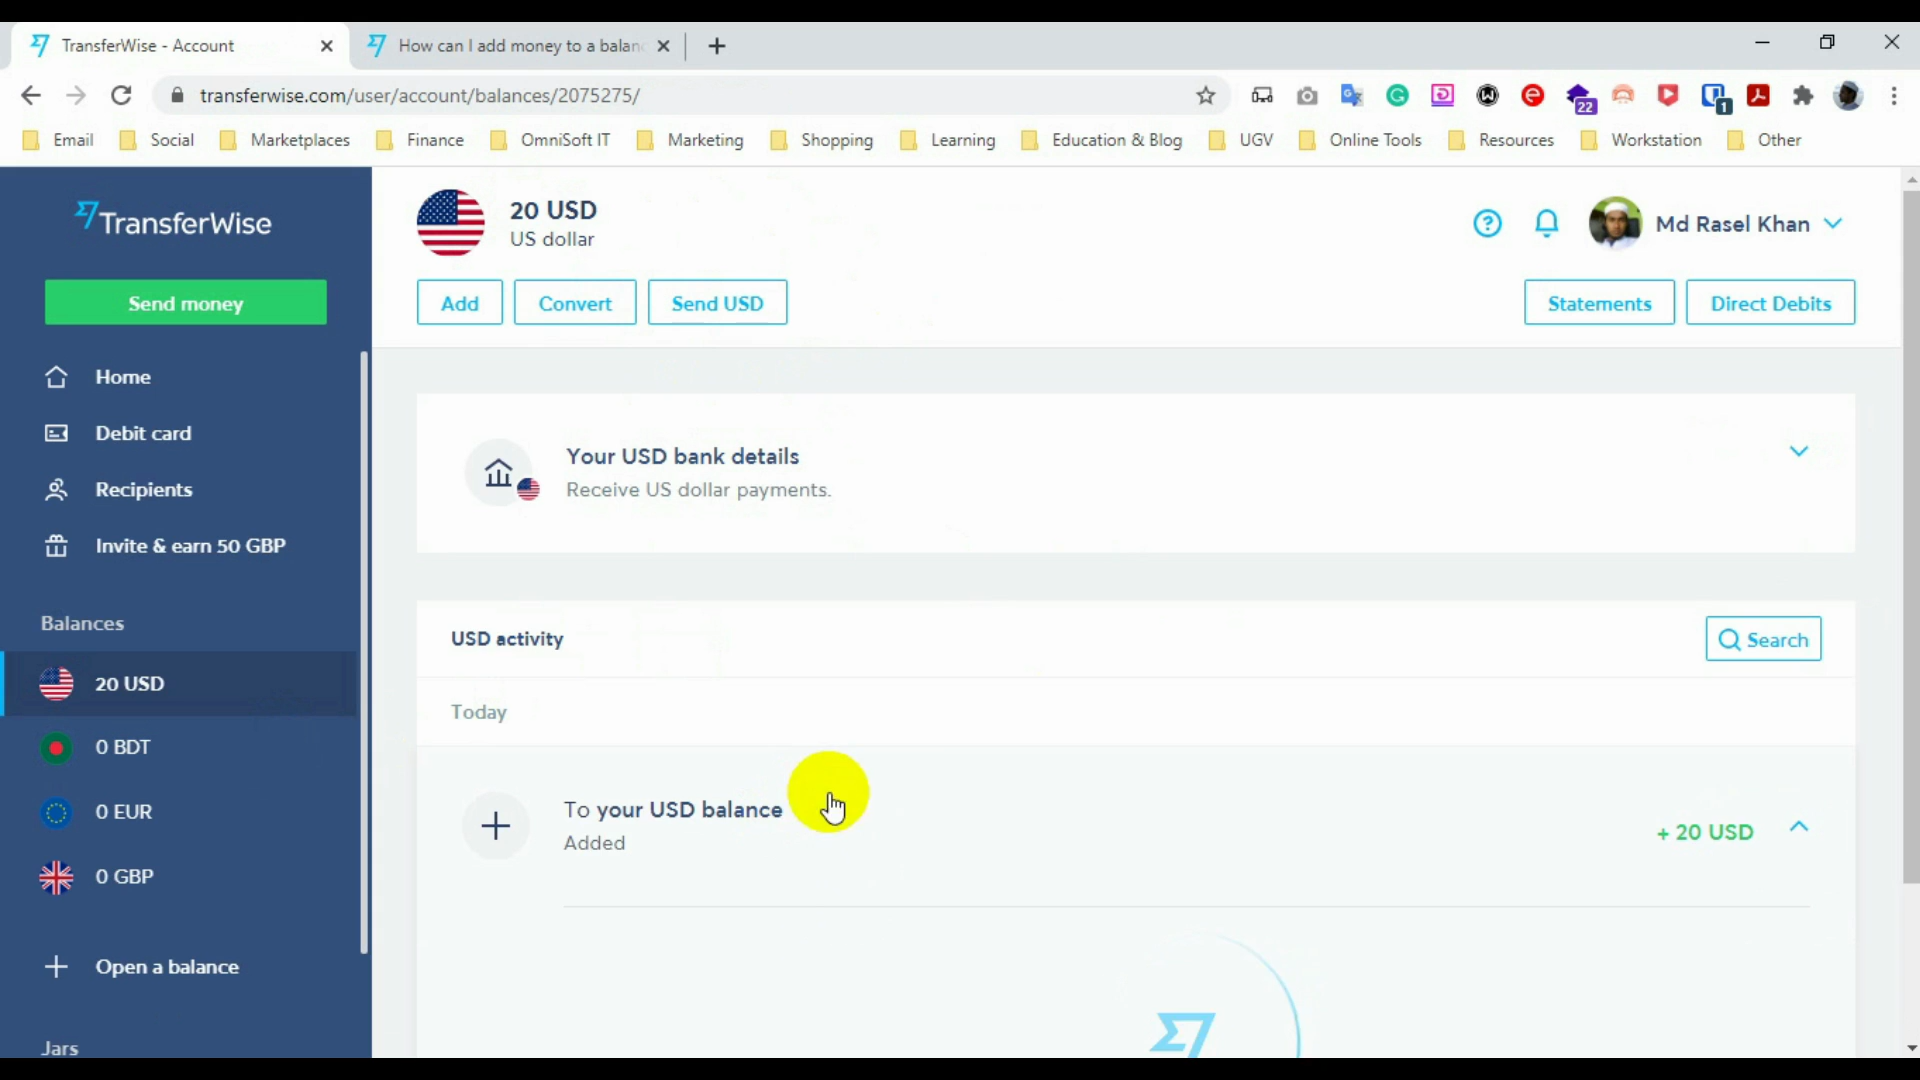 TransferWise - Account
How can I add money to a balan
transferwise.com/user/account/balances/2075275/
22
1
Email
Social
Marketplaces
Finance
OmniSoft IT
Marketing
Shopping
Learning
Education & Blog
UGV
Online Tools
Resources
Workstation
Other
TransferWise
Send money
Home
Debit card
Recipients
Invite & earn 50 GBP
Balances
20 USD
0 BDT
0 EUR
0 GBP
Open a balance
Jars
20 USD
US dollar
Md Rasel Khan
Add
Convert
Send USD
Statements
Direct Debits
Your USD bank details
Receive US dollar payments.
USD activity
Search
Today
To your USD balance
Added
+ 20 USD